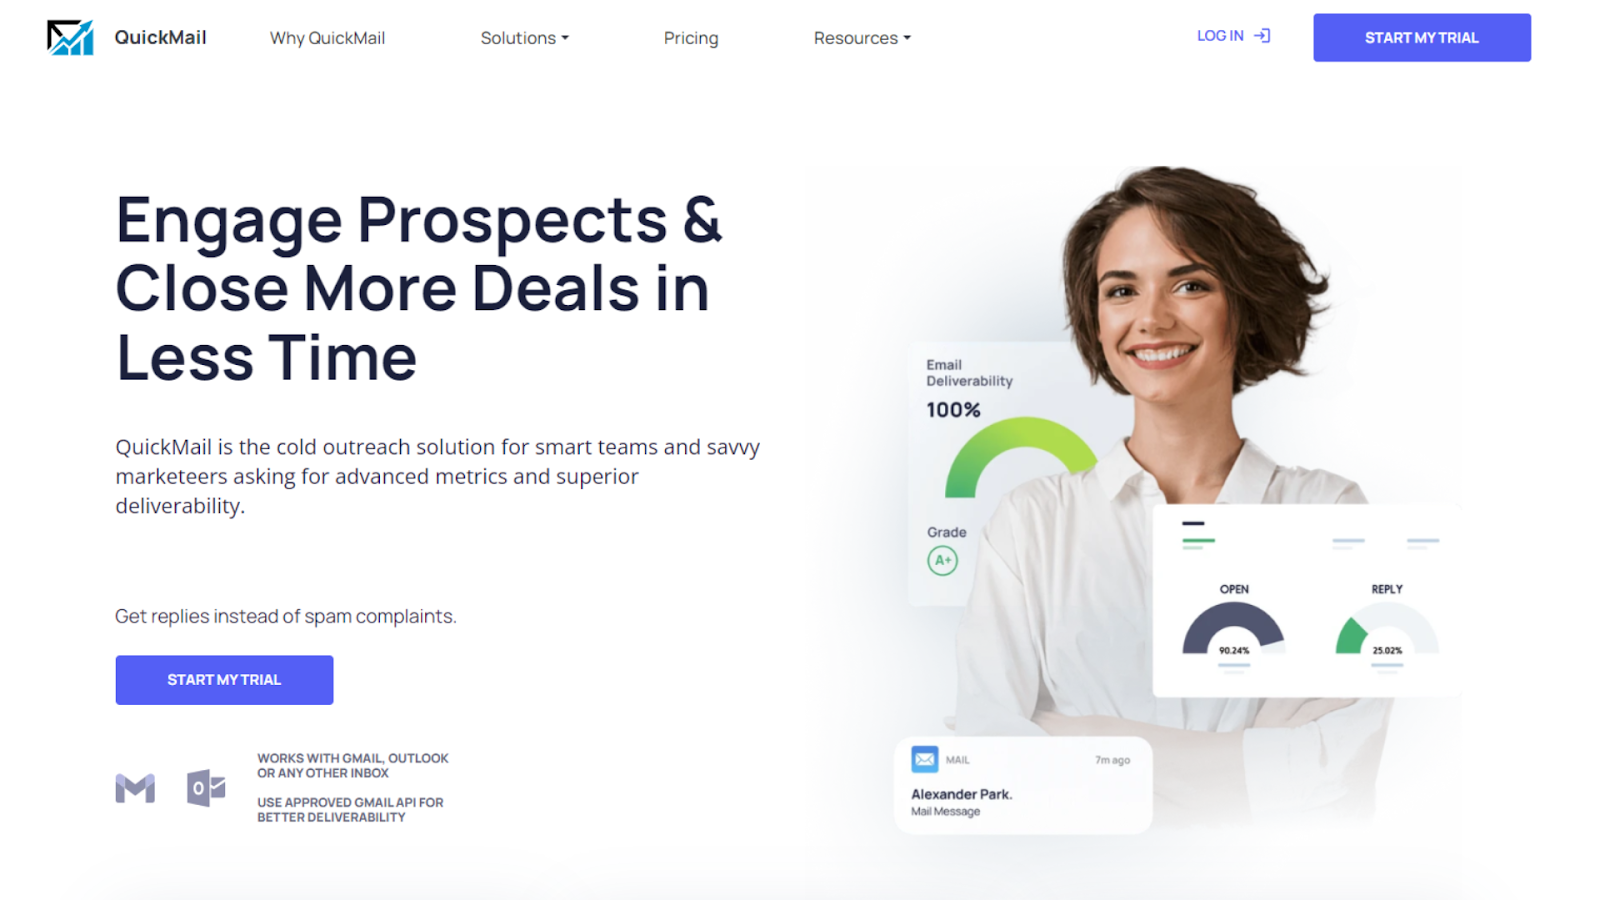 QuickMail
Why QuickMail
Solutions
Pricing
Resources
LOG IN
START MY TRIAL
Engage Prospects &
Close More Deals in
Less Time
QuickMail is the cold outreach solution for smart teams and savvy
marketeers asking for advanced metrics and superior
deliverability.
Get replies instead of spam complaints.
START MY TRIAL
WORKS WITH GMAIL, OUTLOOK
OR ANY OTHER INBOX
USE APPROVED GMAIL API FOR
BETTER DELIVERABILITY
Email
Deliverability
100%
Grade
A+
OPEN
90.24%
REPLY
25.02%
MAIL
7m ago
Alexander Park.
Mail Message